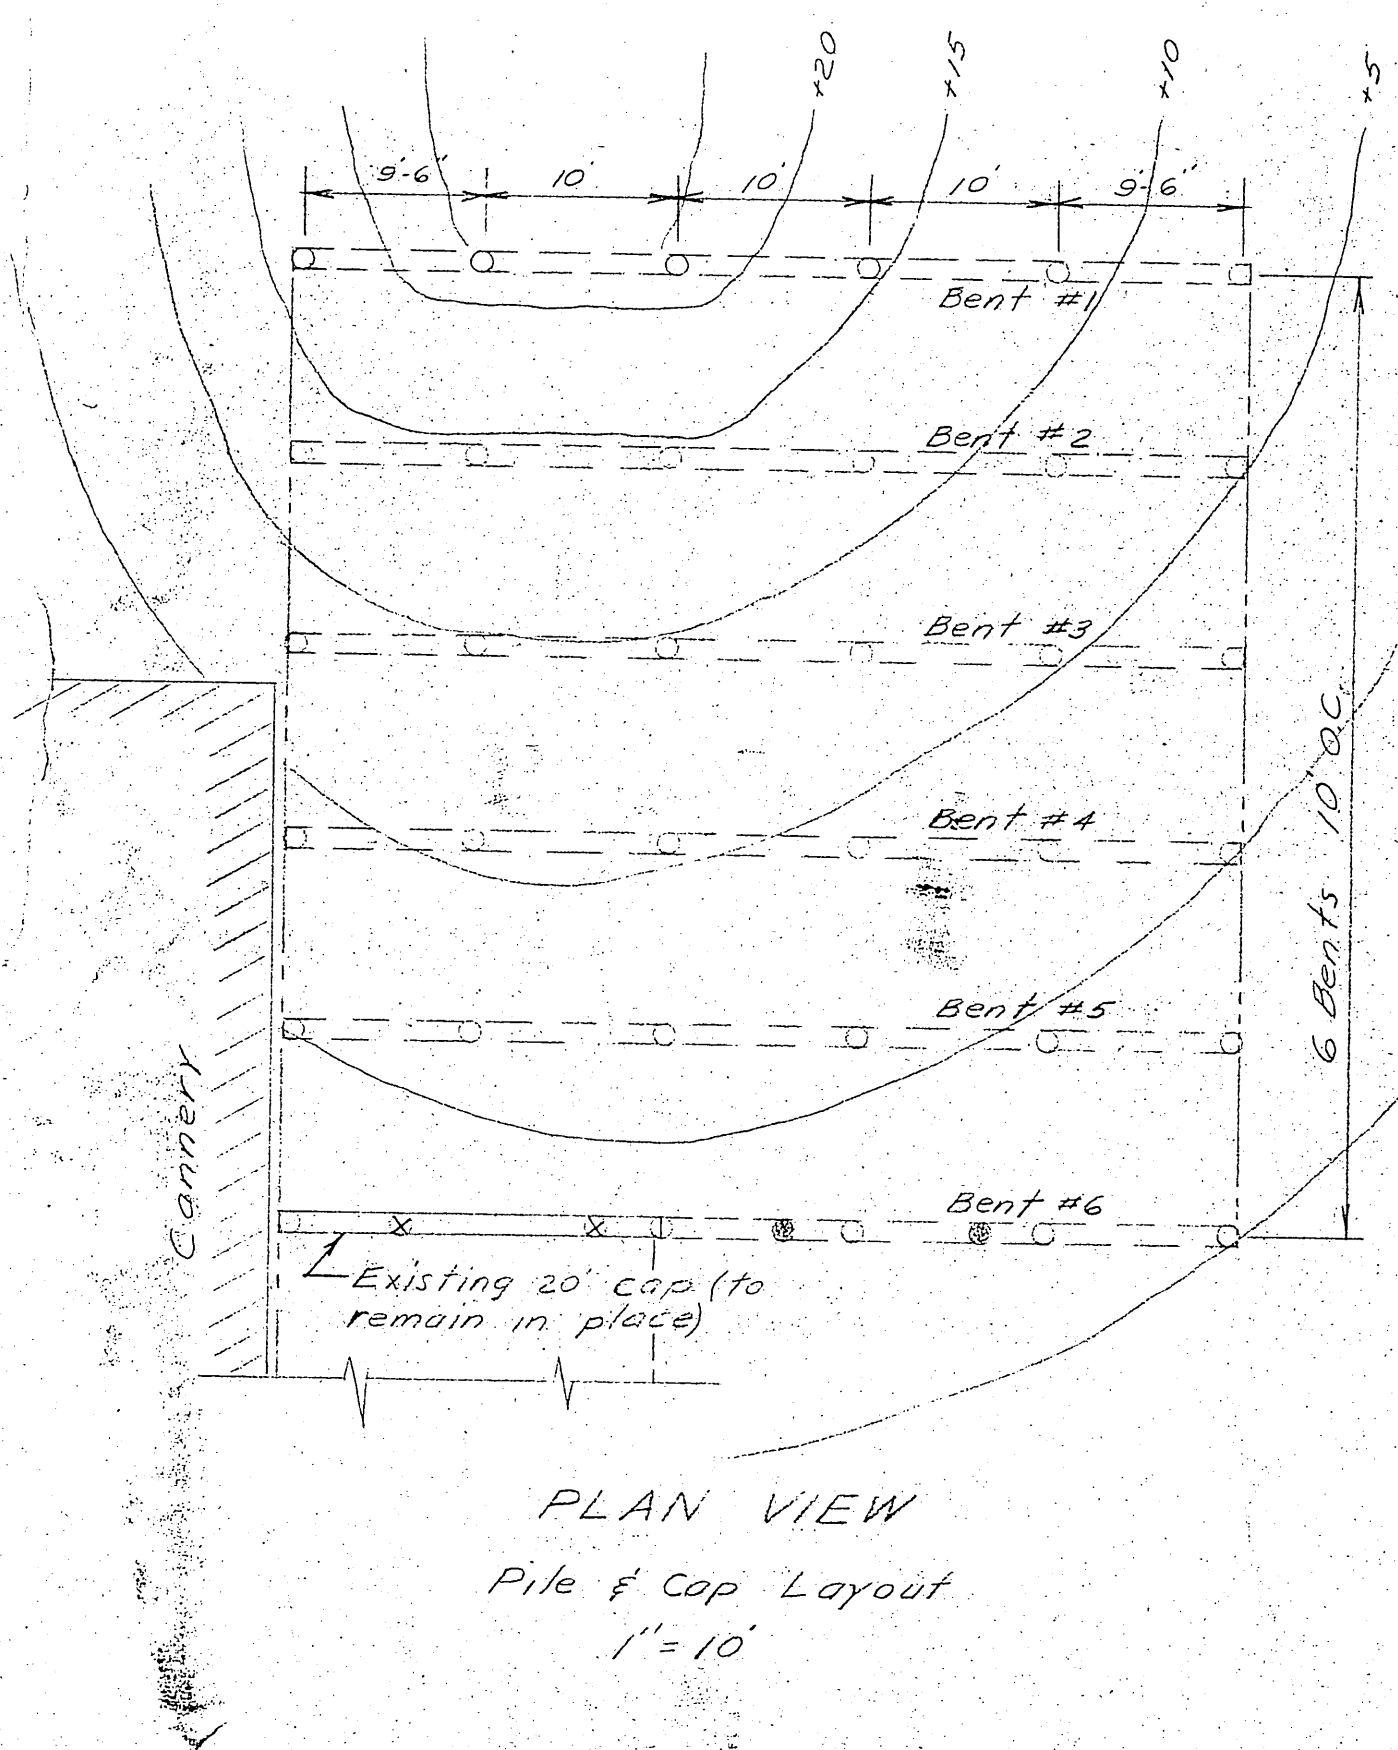 +20
+15
+10
+5
9'-6"
10'
10'
10'
9'-6"
Bent #1
Bent #2
Bent #3
Bent #4
Bent #5
Bent #6
6 Bents 10' O.C.
Cannery
Existing 20' cap (to
remain in place)
PLAN VIEW
Pile & Cap Layout
1" = 10'